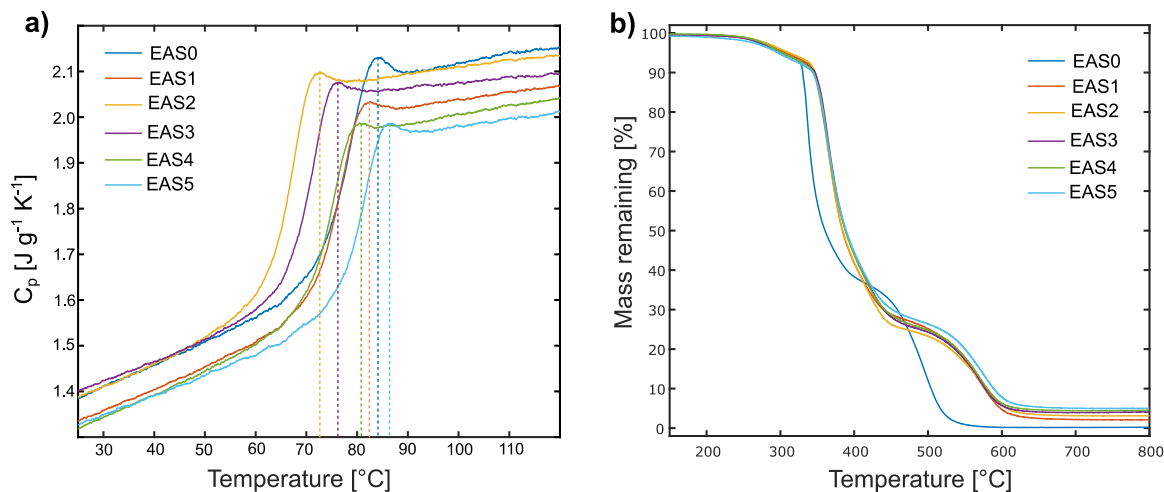 a)
EAS0
EAS1
EAS2
EAS3
EAS4
EAS5
2.1
2.0
1.9
1.8
1.7
1.6
1.5
1.4
30 40 50 60 70 80 90 100 110
Cp [J g-1 K-1]
Temperature [°C]
b)
EAS0
EAS1
EAS2
EAS3
EAS4
EAS5
100
90
80
70
60
50
40
30
20
10
0
200 300 400 500 600 700 800
Mass remaining [%]
Temperature [°C]